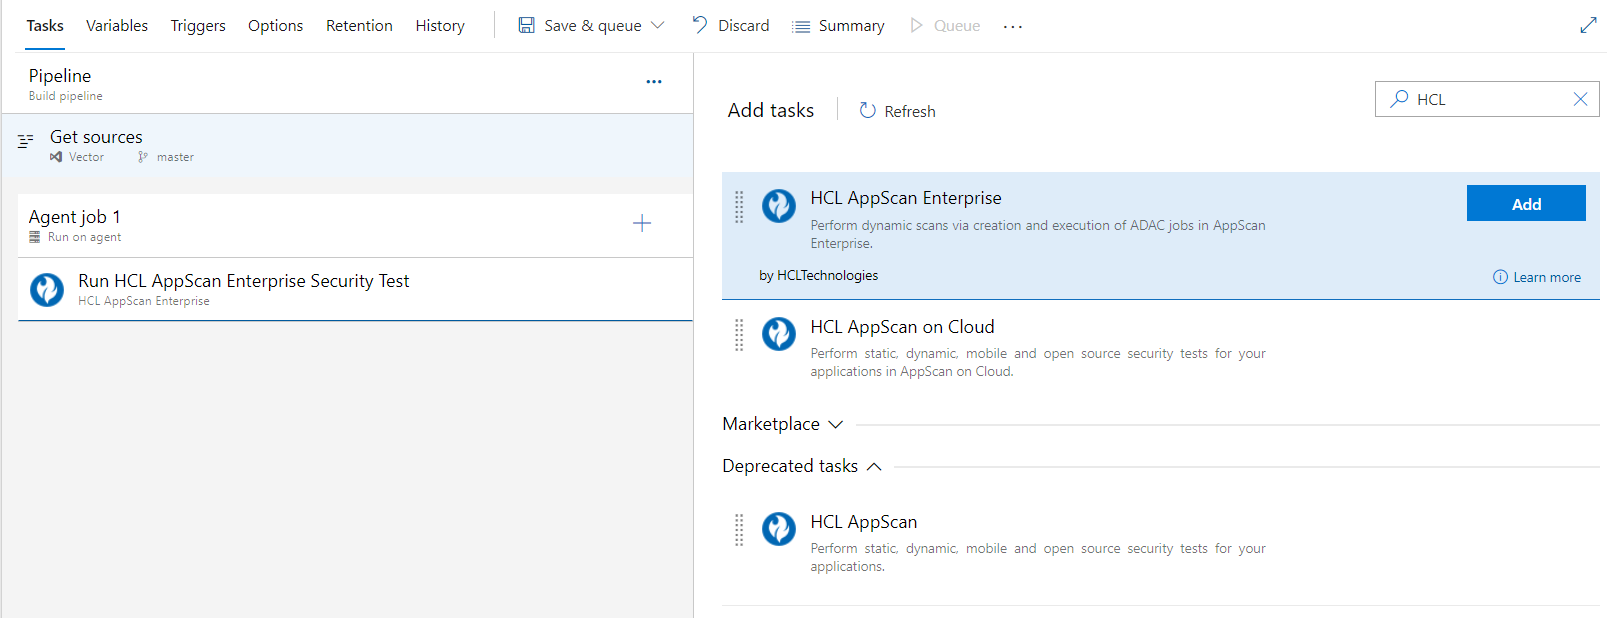 Tasks Variables Triggers Options Retention History Save & queue Discard Summary Queue ...
Pipeline
Build pipeline
Get sources
Vector master
Agent job 1
Run on agent
Run HCL AppScan Enterprise Security Test
HCL AppScan Enterprise
Add tasks Refresh HCL
HCL AppScan Enterprise
Add
Perform dynamic scans via creation and execution of ADAC jobs in AppScan
Enterprise.
by HCLTechnologies
Learn more
HCL AppScan on Cloud
Perform static, dynamic, mobile and open source security tests for your
applications in AppScan on Cloud.
Marketplace
Deprecated tasks
HCL AppScan
Perform static, dynamic, mobile and open source security tests for your
applications.